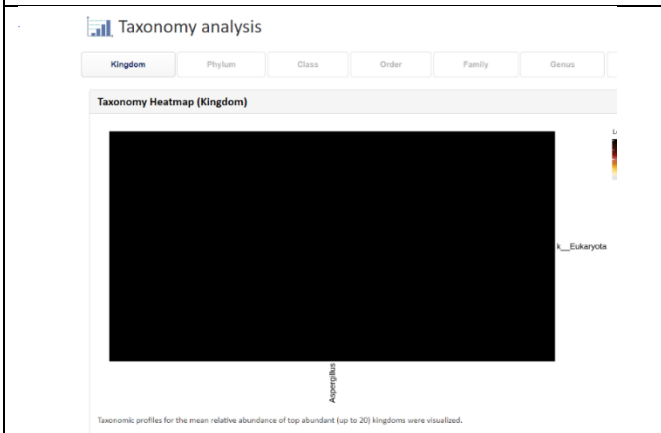 Taxonomy analysis
Kingdom Phylum Class Order Family Genus
Taxonomy Heatmap (Kingdom)
k__Eukaryota
Aspergillus
Taxonomic profiles for the mean relative abundance of top abundant (up to 20) kingdoms were visualized.